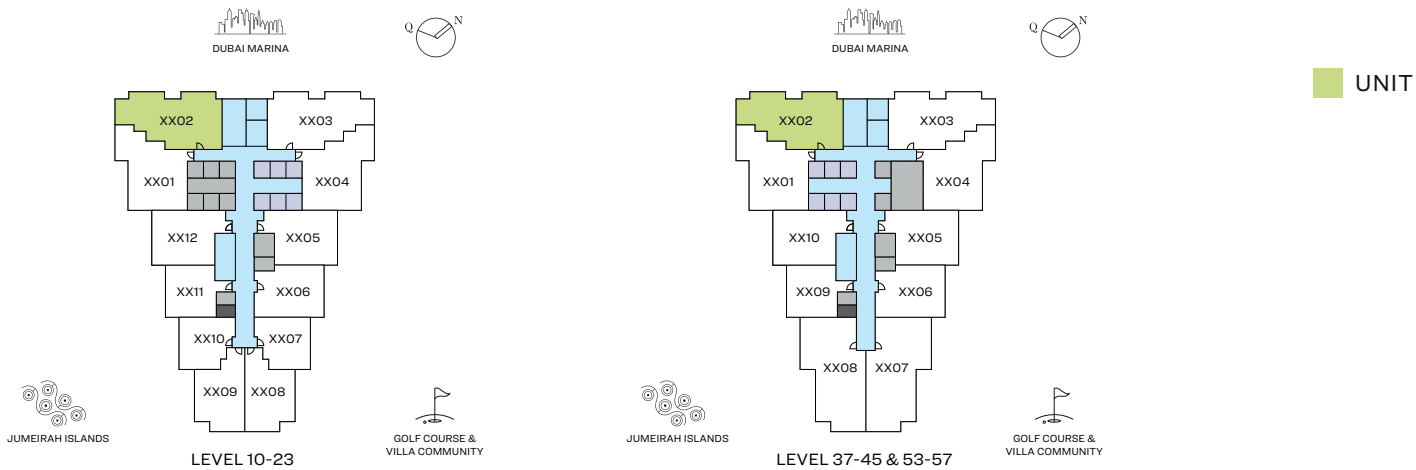 DUBAI MARINA
Q N
XX02
XX03
XX01
XX04
XX12
XX05
XX11
XX06
XX10
XX07
XX09
XX08
JUMEIRAH ISLANDS
GOLF COURSE &
VILLA COMMUNITY
LEVEL 10-23
DUBAI MARINA
Q N
XX02
XX03
XX01
XX04
XX10
XX05
XX09
XX06
XX08
XX07
JUMEIRAH ISLANDS
GOLF COURSE &
VILLA COMMUNITY
LEVEL 37-45 & 53-57
UNIT